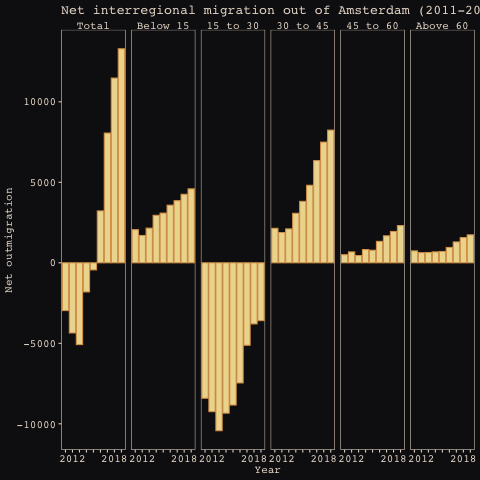 Net interregional migration out of Amsterdam (2011-20
Total Below 15 15 to 30 30 to 45 45 to 60 Above 60
10000
5000
0
-5000
-10000
Net outmigration
2012 2018 2012 2018 2012 2018 2012 2018 2012 2018 2012 2018
Year